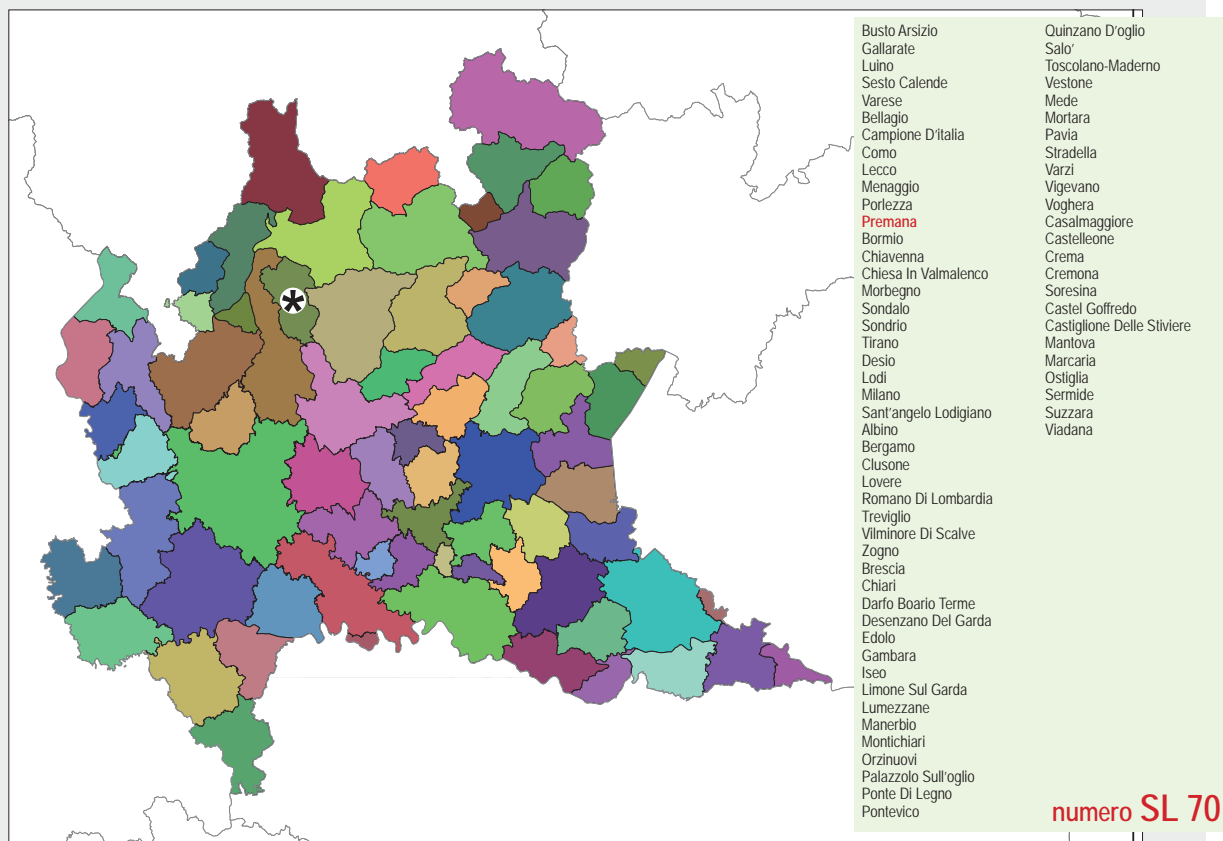 Busto Arsizio
Gallarate
Luino
Sesto Calende
Varese
Bellagio
Campione D'italia
Como
Lecco
Menaggio
Porlezza
Premana
Bormio
Chiavenna
Chiesa In Valmalenco
Morbegno
Sondalo
Sondrio
Tirano
Desio
Lodi
Milano
Sant'angelo Lodigiano
Albino
Bergamo
Clusone
Lovere
Romano Di Lombardia
Treviglio
Vilminore Di Scalve
Zogno
Brescia
Chiari
Darfo Boario Terme
Desenzano Del Garda
Edolo
Gambara
Iseo
Limone Sul Garda
Lumezzane
Manerbio
Montichiari
Orzinuovi
Palazzolo Sull'oglio
Ponte Di Legno
Pontevico
Quinzano D'oglio
Salo'
Toscolano-Maderno
Vestone
Mede
Mortara
Pavia
Stradella
Varzi
Vigevano
Voghera
Casalmaggiore
Castelleone
Crema
Cremona
Soresina
Castel Goffredo
Castiglione Delle Stiviere
Mantova
Marcaria
Ostiglia
Sermide
Suzzara
Viadana
numero SL 70